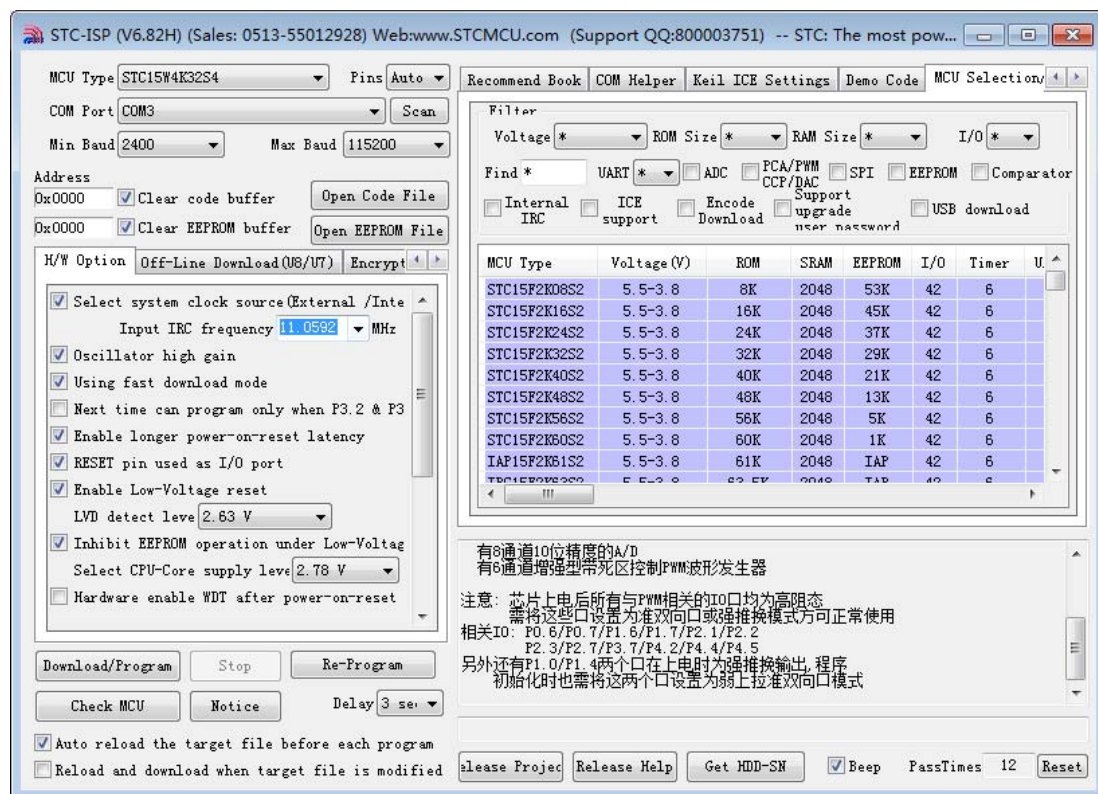 STC-ISP (V6.82H) (Sales: 0513-55012928) Web:www.STCMCU.com (Support QQ:800003751) -- STC: The most pow...
MCU Type STC15W4K32S4 Pins Auto
COM Port COM3 Scan
Min Baud 2400 Max Baud 115200
Address
0x0000 Clear code buffer Open Code File
0x0000 Clear EEPROM buffer Open EEPROM File
H/W Option Off-Line Download(U8/U7) Encrypt
Select system clock source(External /Inte
Input IRC frequency 11.0592 MHz
Oscillator high gain
Using fast download mode
Next time can program only when P3.2 & P3
Enable longer power-on-reset latency
RESET pin used as I/O port
Enable Low-Voltage reset
LVD detect leve 2.63 V
Inhibit EEPROM operation under Low-Voltag
Select CPU-Core supply leve 2.78 V
Hardware enable WDT after power-on-reset
Download/Program Stop Re-Program
Check MCU Notice Delay 3 se
Auto reload the target file before each program
Reload and download when target file is modified
Recommend Book COM Helper Keil ICE Settings Demo Code MCU Selection/
Filter
Voltage * ROM Size * RAM Size * I/O *
Find * UART * ADC PCA/PWM CCP/DAC SPI EEPROM Comparator
Internal IRC ICE support Encode Download Support upgrade user password USB download
MCU Type Voltage(V) ROM SRAM EEPROM I/O Timer U
STC15F2K08S2 5.5-3.8 8K 2048 53K 42 6
STC15F2K16S2 5.5-3.8 16K 2048 45K 42 6
STC15F2K24S2 5.5-3.8 24K 2048 37K 42 6
STC15F2K32S2 5.5-3.8 32K 2048 29K 42 6
STC15F2K40S2 5.5-3.8 40K 2048 21K 42 6
STC15F2K48S2 5.5-3.8 48K 2048 13K 42 6
STC15F2K56S2 5.5-3.8 56K 2048 5K 42 6
STC15F2K60S2 5.5-3.8 60K 2048 1K 42 6
IAP15F2K61S2 5.5-3.8 61K 2048 IAP 42 6
有8通道10位精度的A/D
有6通道增强型带死区控制PWM波形发生器
注意: 芯片上电后所有与PWM相关的IO口均为高阻态
需将这些口设置为准双向口或强推挽模式方可正常使用
相关IO: P0.6/P0.7/P1.6/P1.7/P2.1/P2.2
P2.3/P2.7/P3.7/P4.2/P4.4/P4.5
另外还有P1.0/P1.4两个口在上电时为强推挽输出,程序
初始化时也需将这两个口设置为弱上拉准双向口模式
elease Projec Release Help Get HDD-SN Beep PassTimes 12 Reset